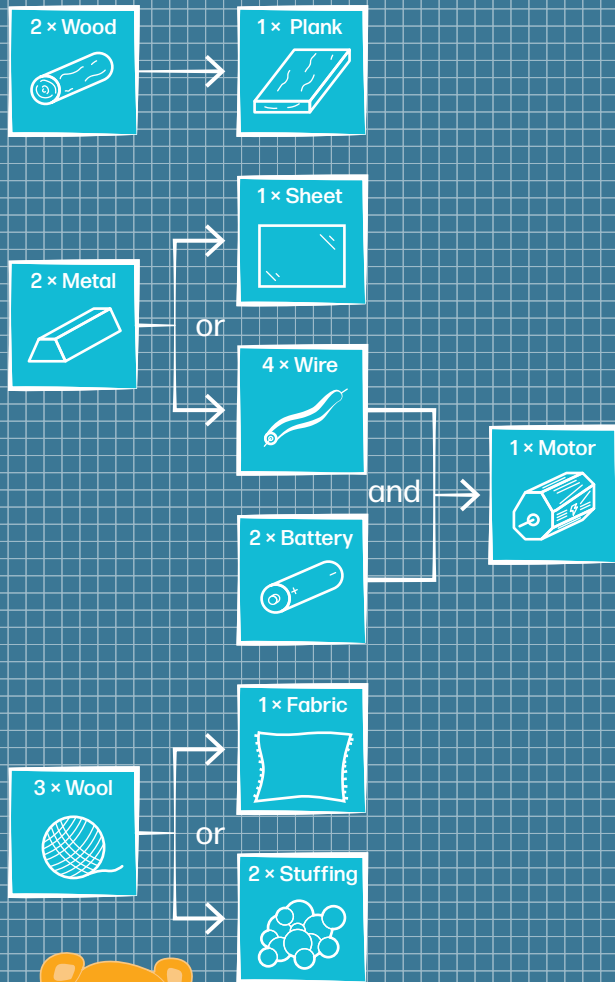 2 × Wood
1 × Plank
1 × Sheet
2 × Metal
or
4 × Wire
and
1 × Motor
2 × Battery
+
−
1 × Fabric
3 × Wool
or
2 × Stuffing